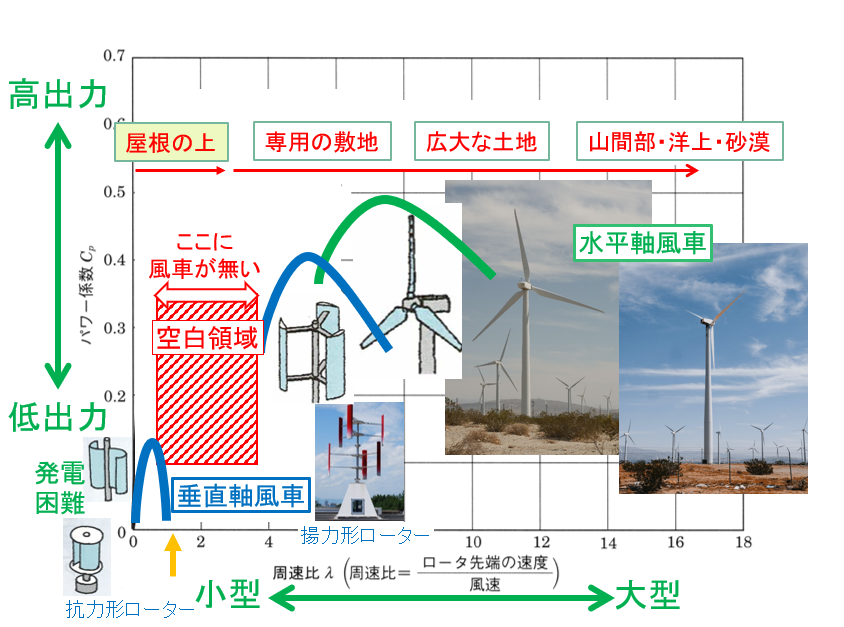 0.7
高出力
0.6
屋根の上
専用の敷地
広大な土地
山間部・洋上・砂漠
0.5
水平軸風車
ここに
風車が無い
0.4
パワー係数 Cp
0.3
空白領域
0.2
低出力
発電
困難
垂直軸風車
揚力形ローター
0
0
2
4
10
12
14
16
18
周速比 λ (周速比= ロータ先端の速度
風速 )
小型
大型
抗力形ローター